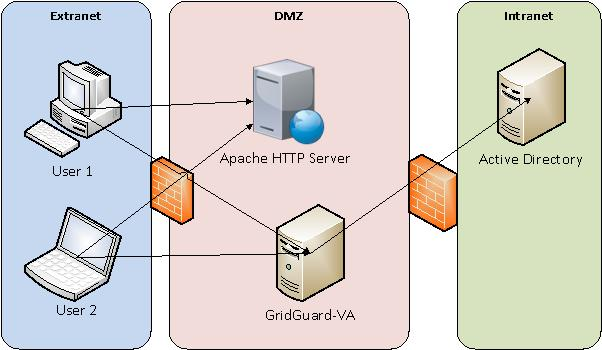 Extranet
DMZ
Intranet
User 1
Apache HTTP Server
Active Directory
User 2
GridGuard-VA